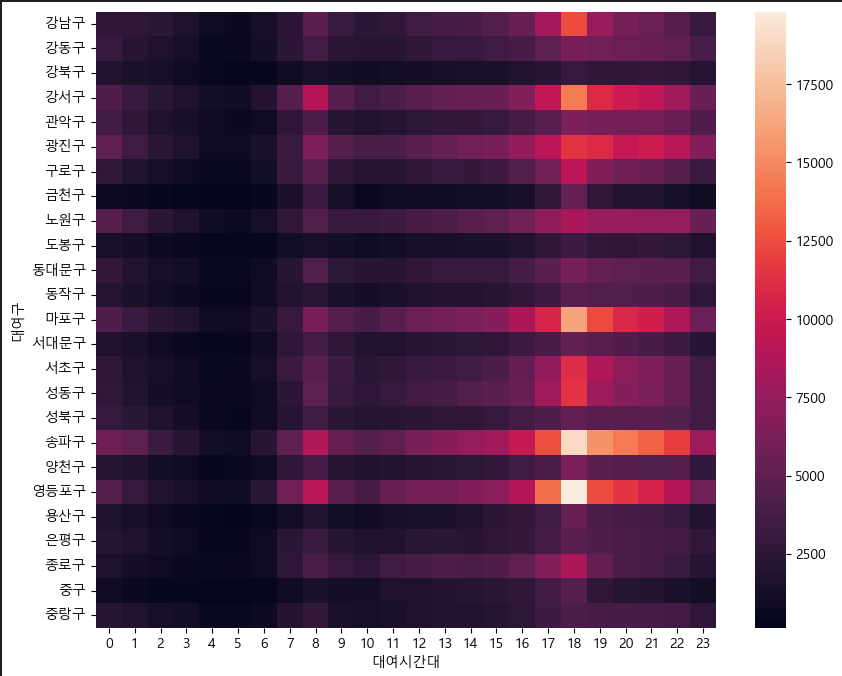 강남구
강동구
강북구
강서구
관악구
광진구
구로구
금천구
노원구
도봉구
동대문구
동작구
마포구
서대문구
서초구
성동구
성북구
송파구
양천구
영등포구
용산구
은평구
종로구
중구
중랑구
대여구
0 1 2 3 4 5 6 7 8 9 10 11 12 13 14 15 16 17 18 19 20 21 22 23
대여시간대
17500
15000
12500
10000
7500
5000
2500